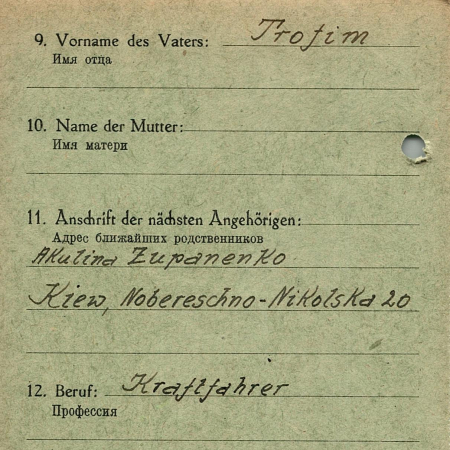 9. Vorname des Vaters: Trofim
Имя отца
10. Name der Mutter:
Имя матери
11. Anschrift der nächsten Angehörigen:
Адрес ближайших родственников
Akulina Zupanenko
Kiew, Nobereschno-Nikolska 20
12. Beruf: Kraftfahrer
Профессия